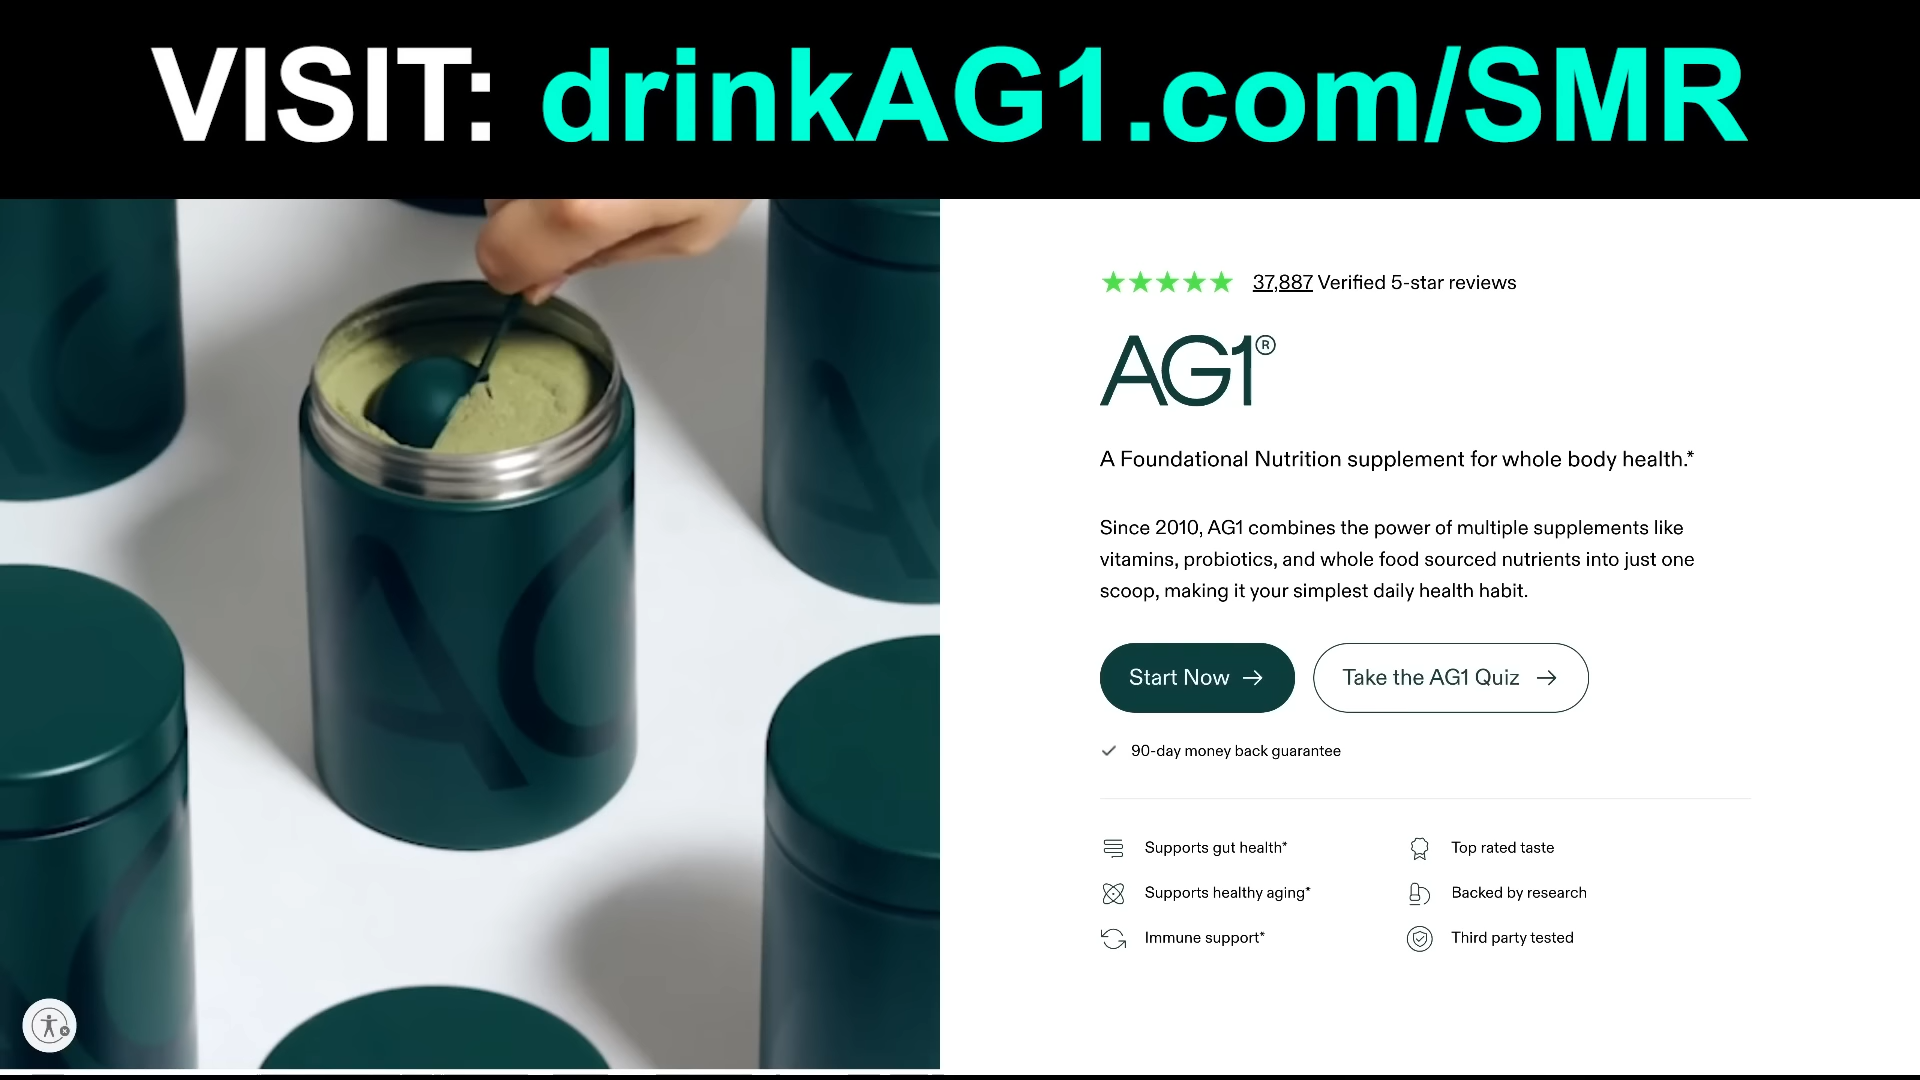 VISIT: drinkAG1.com/SMR
37,887 Verified 5-star reviews
AG1®
A Foundational Nutrition supplement for whole body health.*
Since 2010, AG1 combines the power of multiple supplements like
vitamins, probiotics, and whole food sourced nutrients into just one
scoop, making it your simplest daily health habit.
Start Now → Take the AG1 Quiz →
90-day money back guarantee
Supports gut health* Top rated taste
Supports healthy aging* Backed by research
Immune support* Third party tested